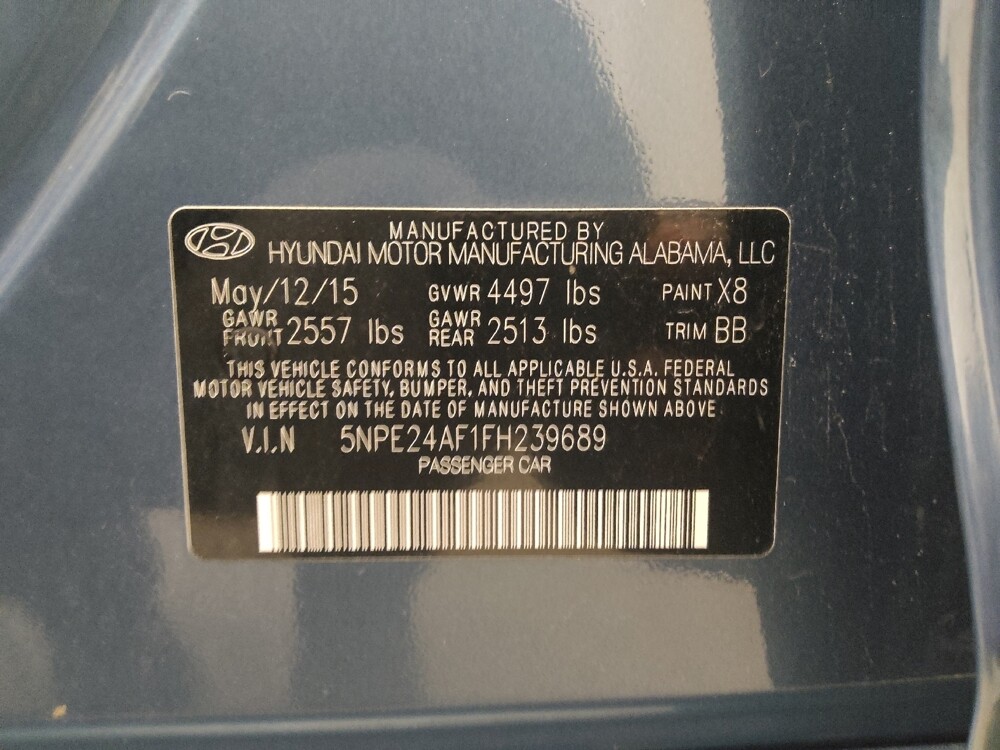 MANUFACTURED BY
HYUNDAI MOTOR MANUFACTURING ALABAMA, LLC
May/12/15 GVWR 4497 lbs PAINT X8
GAWR FRONT 2557 lbs GAWR REAR 2513 lbs TRIM BB
THIS VEHICLE CONFORMS TO ALL APPLICABLE U.S.A. FEDERAL
MOTOR VEHICLE SAFETY, BUMPER, AND THEFT PREVENTION STANDARDS
IN EFFECT ON THE DATE OF MANUFACTURE SHOWN ABOVE
V.I.N 5NPE24AF1FH239689
PASSENGER CAR